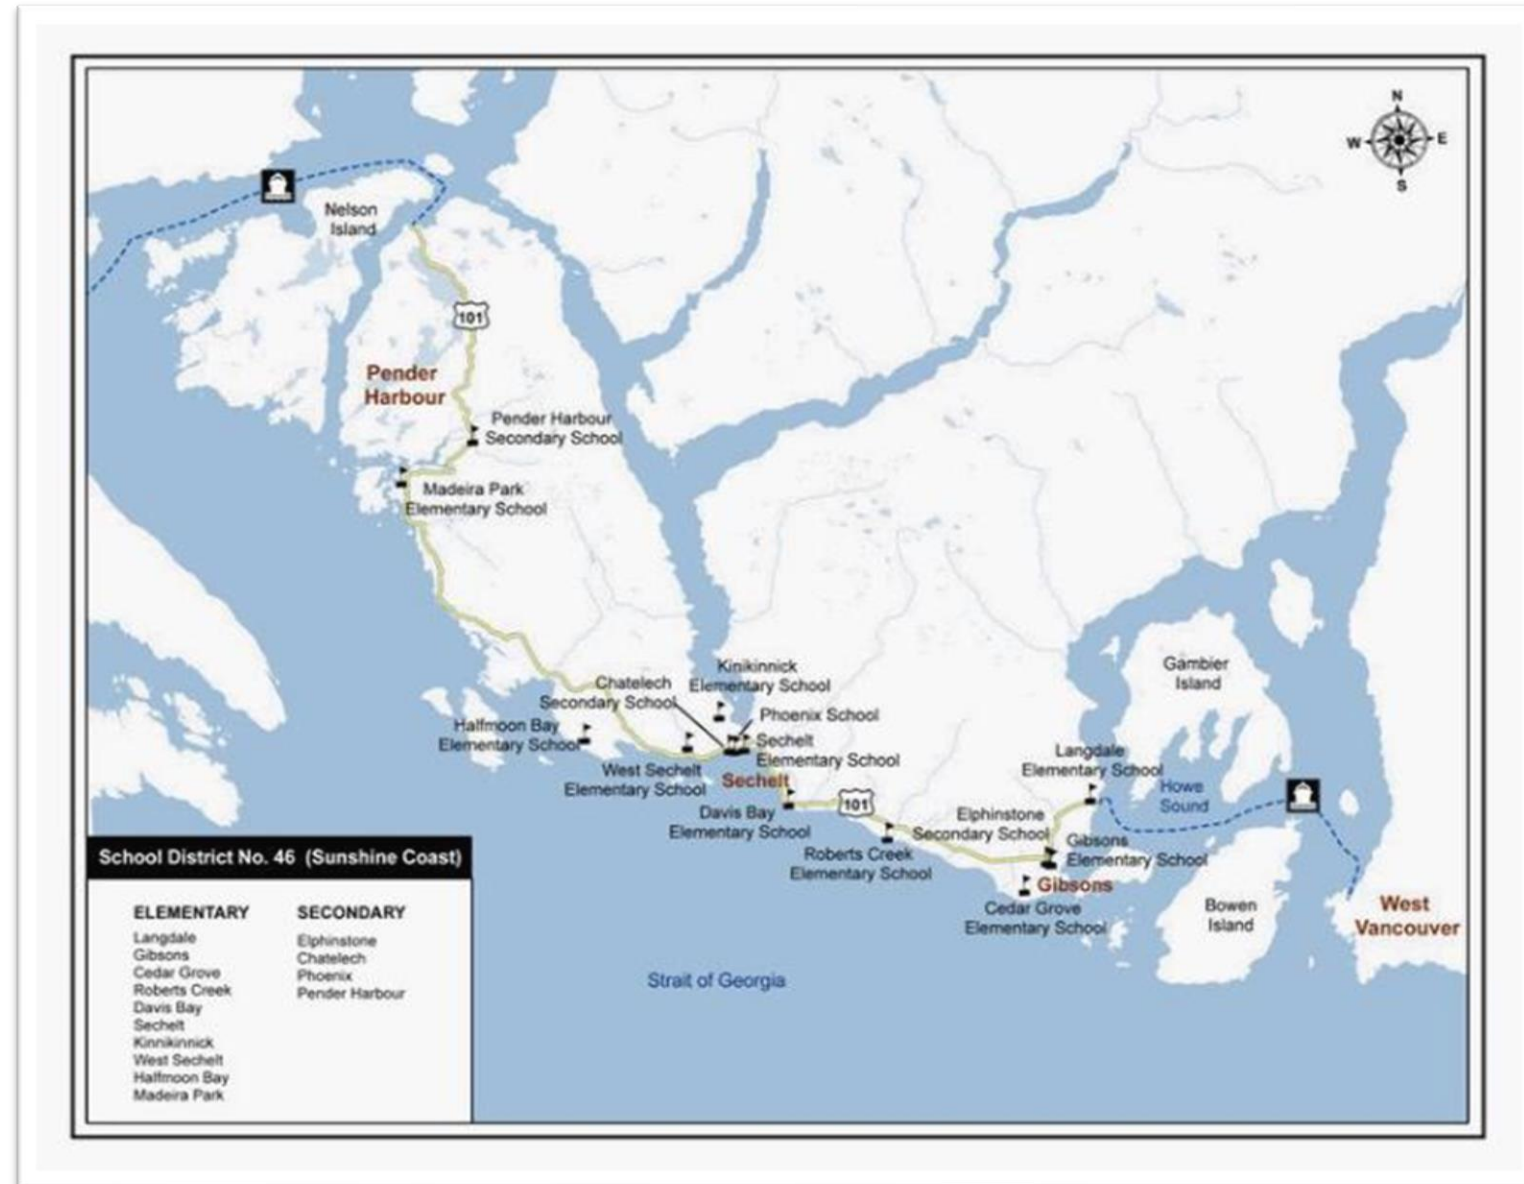 N
W
E
S
Nelson
Island
101
Pender
Harbour
Pender Harbour
Secondary School
Madeira Park
Elementary School
Kinikinnick
Elementary School
Chatelech
Secondary School
Phoenix School
Halfmoon Bay
Elementary School
Sechelt
Elementary School
West Sechelt
Elementary School
Sechelt
Davis Bay
Elementary School
101
Roberts Creek
Elementary School
Elphinstone
Secondary School
Langdale
Elementary School
Gambier
Island
Howe
Sound
Gibsons
Elementary School
Gibsons
Cedar Grove
Elementary School
Bowen
Island
West
Vancouver
Strait of Georgia
School District No. 46 (Sunshine Coast)
ELEMENTARY
Langdale
Gibsons
Cedar Grove
Roberts Creek
Davis Bay
Sechelt
Kinnikinnick
West Sechelt
Halfmoon Bay
Madeira Park
SECONDARY
Elphinstone
Chatelech
Phoenix
Pender Harbour